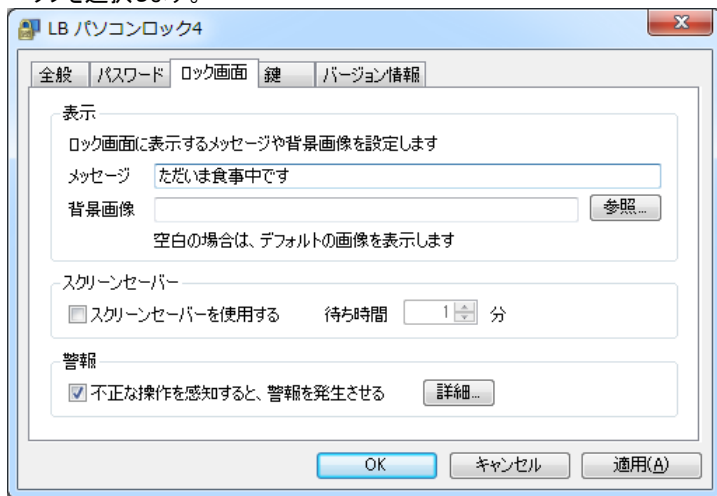 LB パソコンロック4
全般 パスワード ロック画面 鍵 バージョン情報
表示
ロック画面に表示するメッセージや背景画像を設定します
メッセージ ただいま食事中です
背景画像 参照...
空白の場合は、デフォルトの画像を表示します
スクリーンセーバー
スクリーンセーバーを使用する 待ち時間 1 分
警報
不正な操作を感知すると、警報を発生させる 詳細...
OK キャンセル 適用(A)